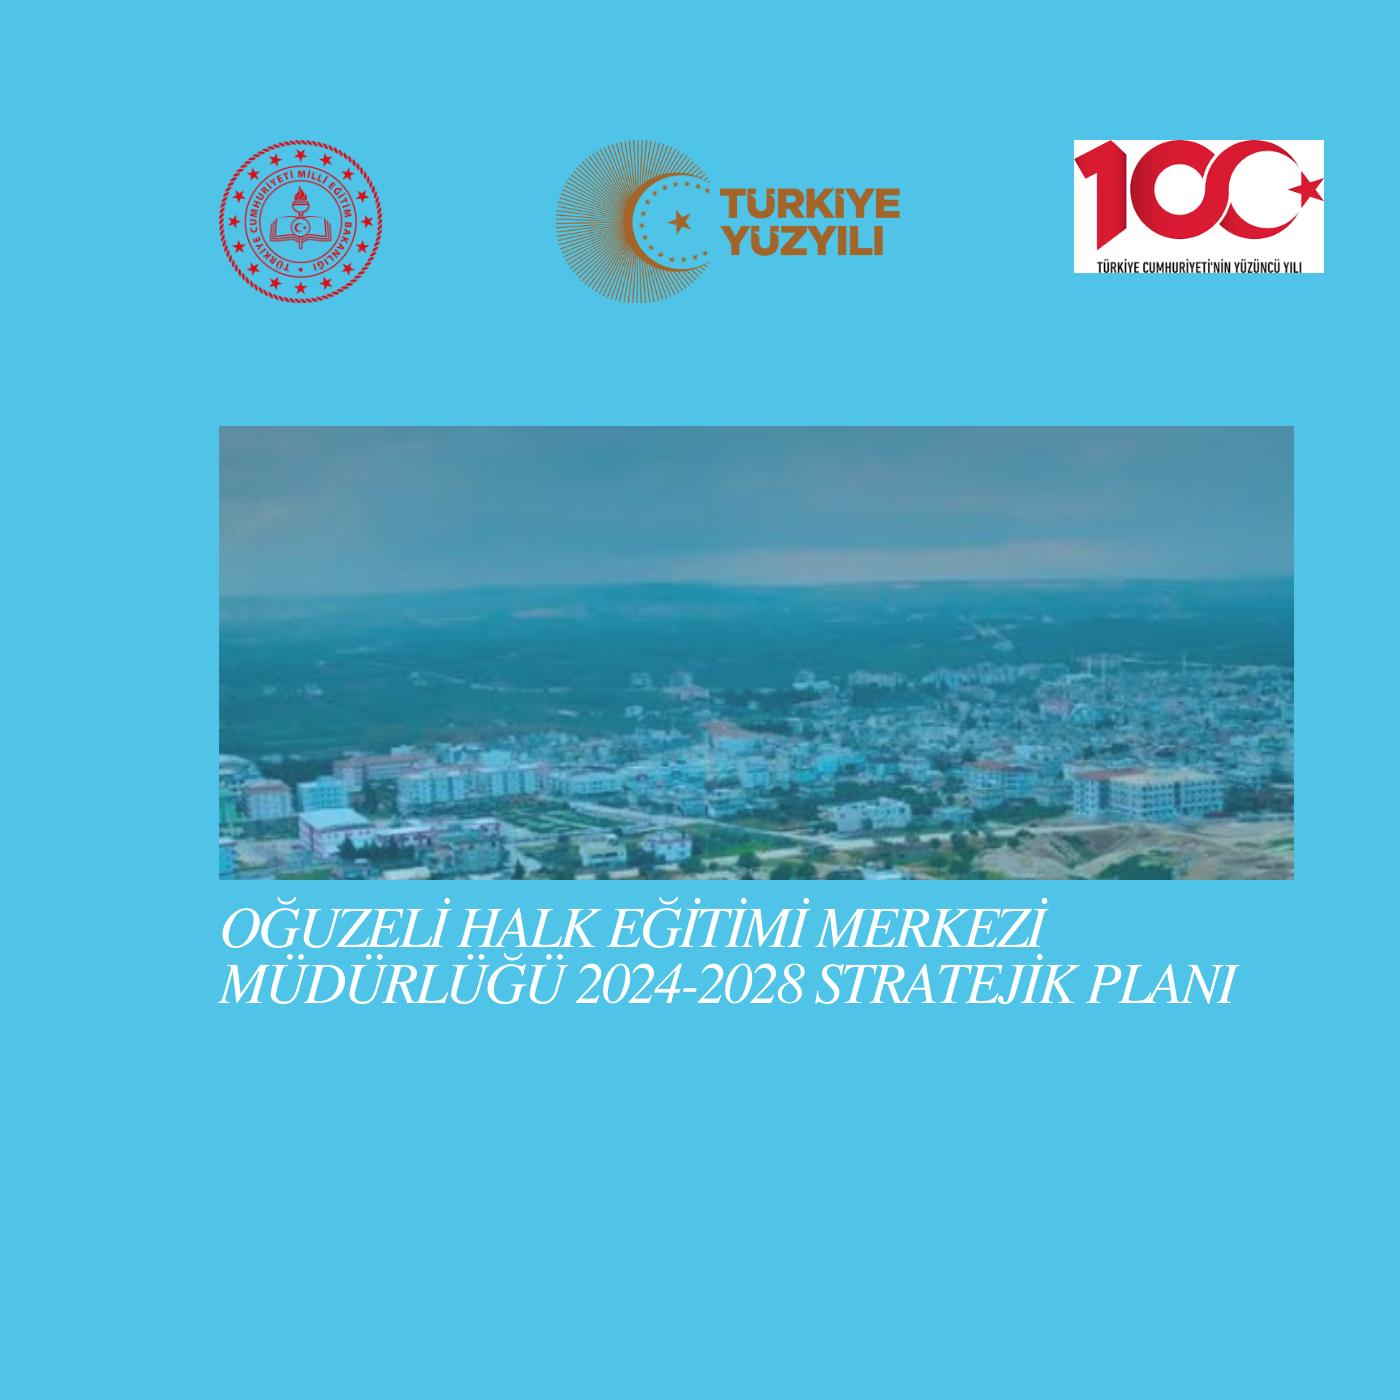 TÜRKİYE CUMHURİYETİ MİLLÎ EĞİTİM BAKANLIĞI
TÜRKİYE
YÜZYILI
100
TÜRKİYE CUMHURİYETİ'NİN YÜZÜNCÜ YILI
OĞUZELİ HALK EĞİTİMİ MERKEZİ
MÜDÜRLÜĞÜ 2024-2028 STRATEJİK PLANI